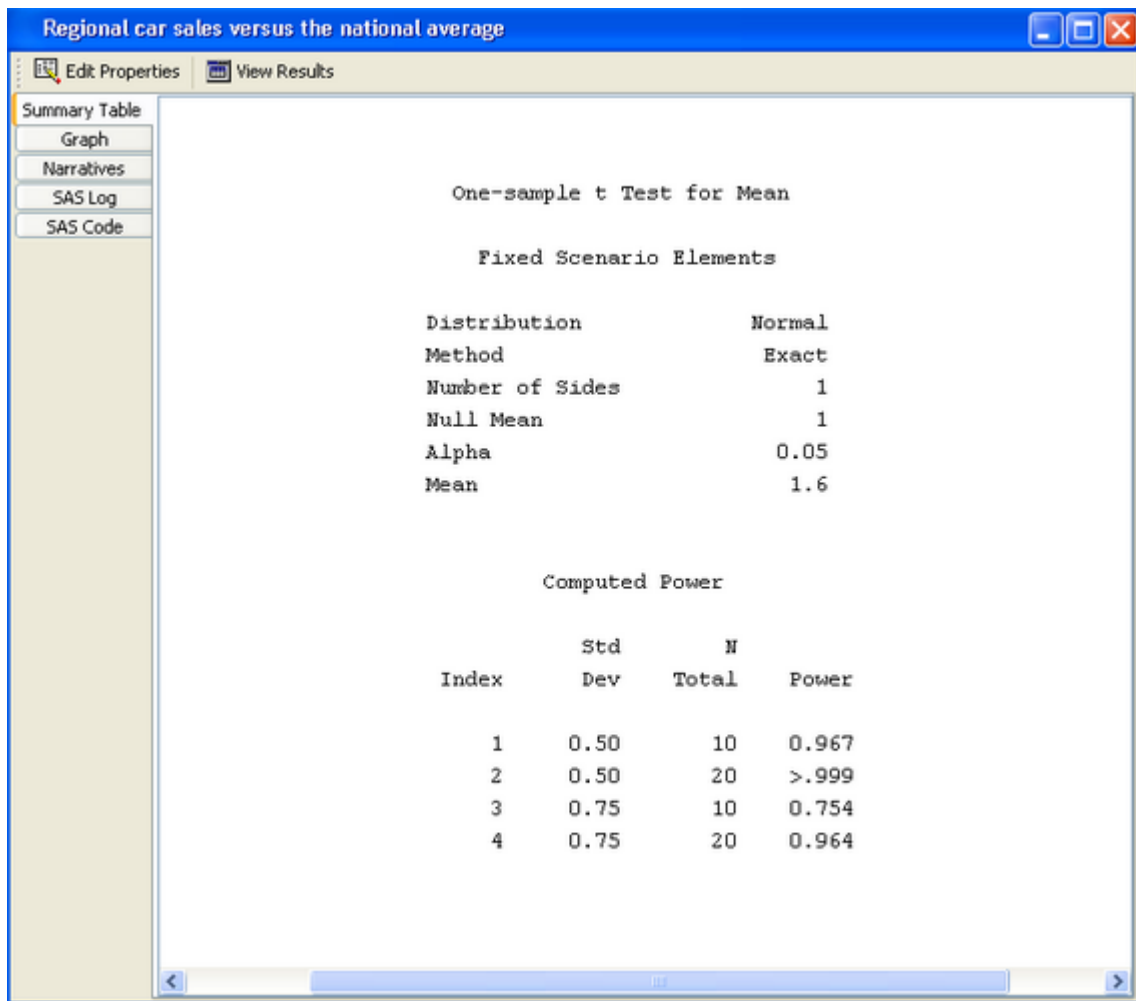 Regional car sales versus the national average
Edit Properties View Results
Summary Table
Graph
Narratives
SAS Log
SAS Code
One-sample t Test for Mean
Fixed Scenario Elements
Distribution Normal
Method Exact
Number of Sides 1
Null Mean 1
Alpha 0.05
Mean 1.6
Computed Power
Std N
Index Dev Total Power
1 0.50 10 0.967
2 0.50 20 >.999
3 0.75 10 0.754
4 0.75 20 0.964